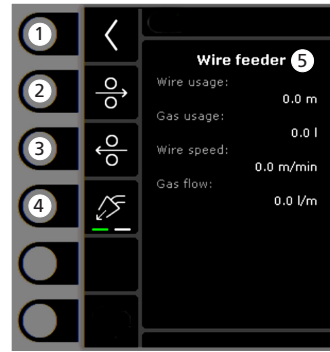 1
2
3
4
Wire feeder 5
Wire usage:
0.0 m
Gas usage:
0.0 l
Wire speed:
0.0 m/min
Gas flow:
0.0 l/m